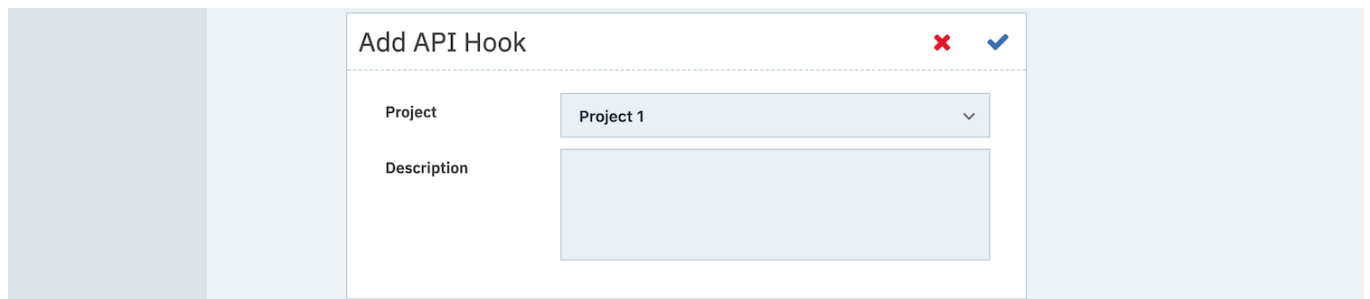 Add API Hook
Project
Project 1
Description